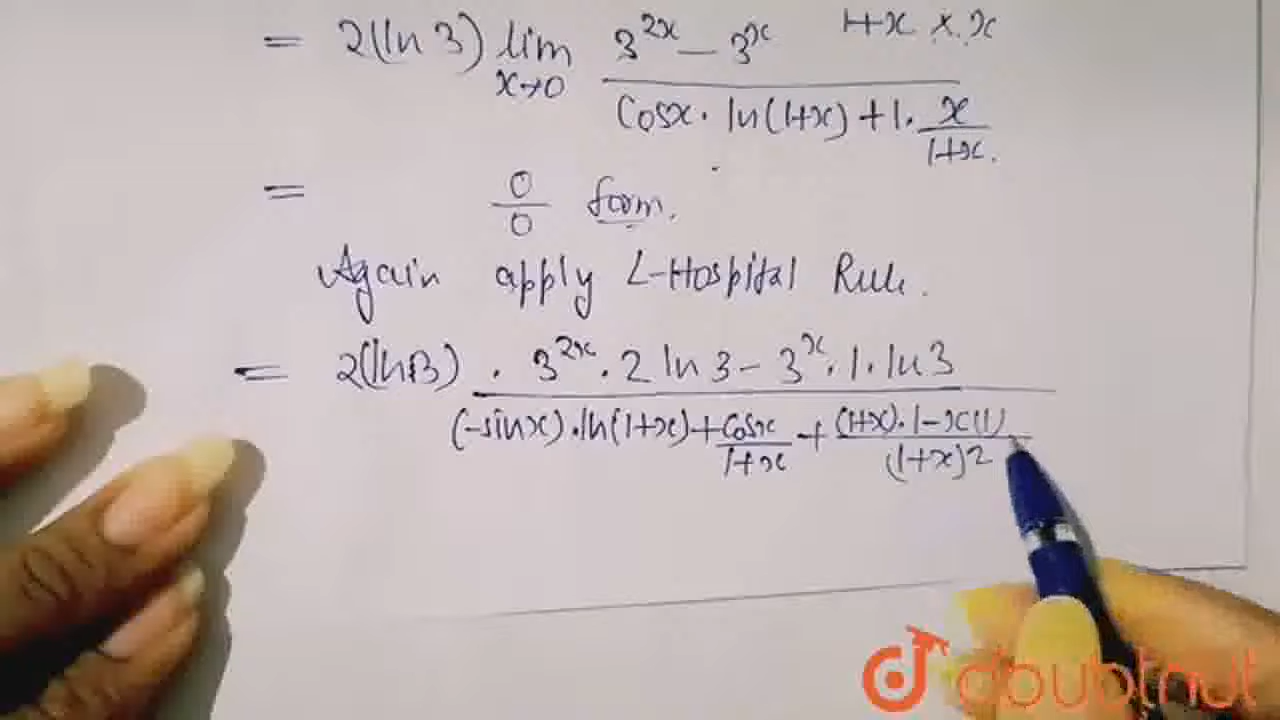 = 2(ln 3) lim x→0 3^2x - 3^x 1+x × x
cosx . ln(1+x) + 1 . x/1+x.
= 0/0 form.
Again apply L-Hospital Rule.
= 2(ln3) . 3^2x . 2 ln 3 - 3^x . 1 . ln 3
(-sinx) . ln(1+x) + Cosx/1+x + (1+x) . 1 - x(1)/(1+x)2
doubtnut